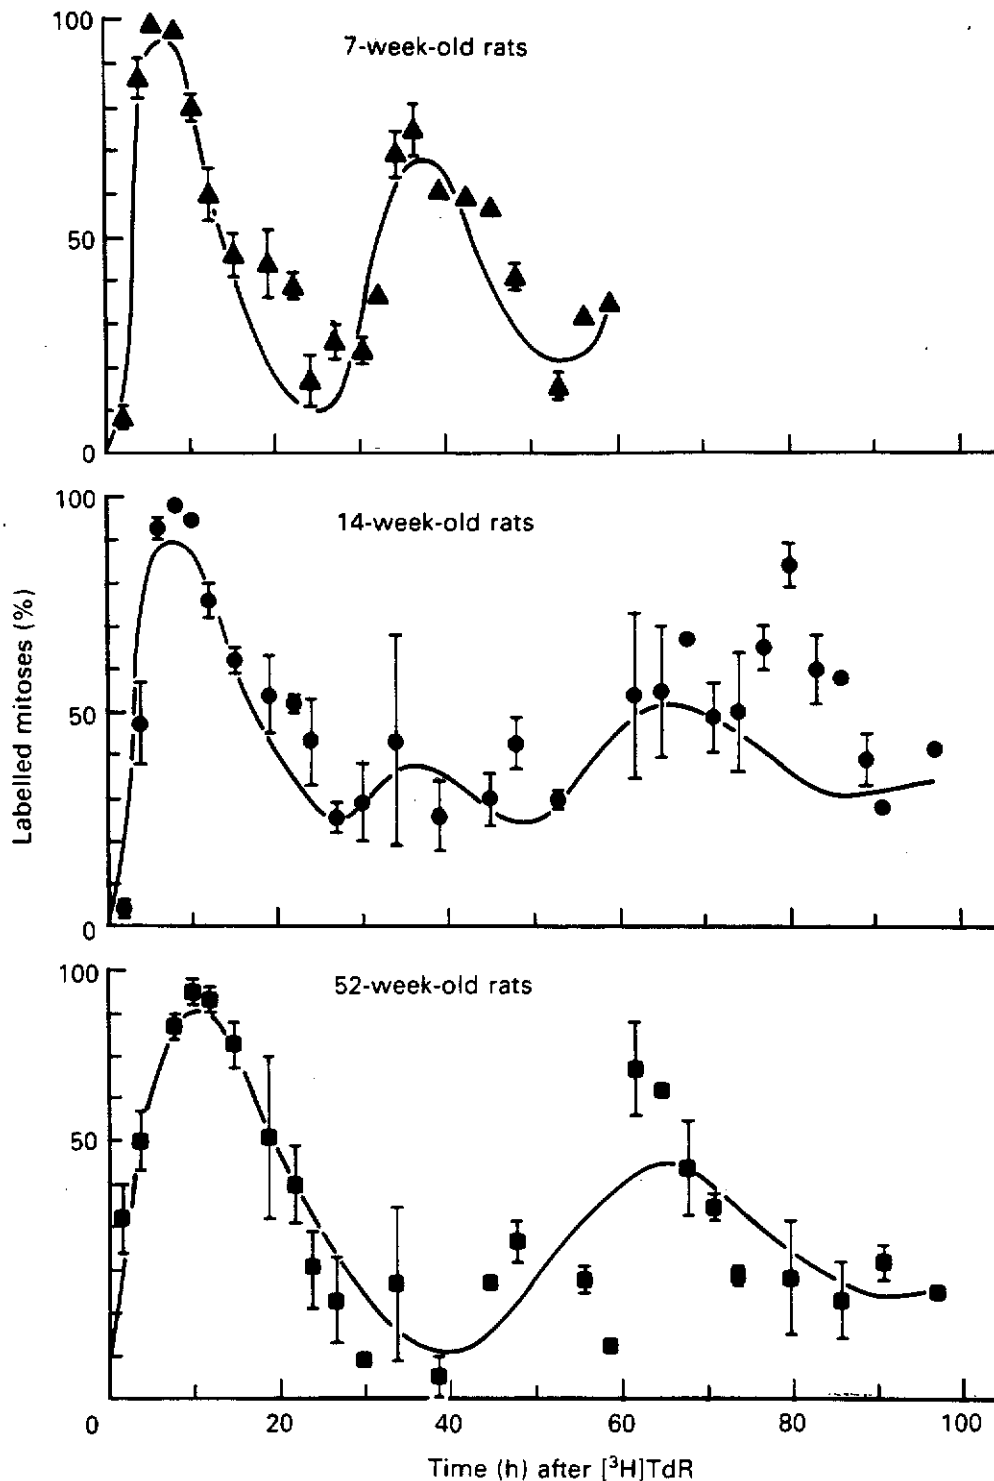 100
7-week-old rats
50
0
100
14-week-old rats
50
0
Labelled mitoses (%)
100
52-week-old rats
50
0 20 40 60 80 100
Time (h) after [³H]TdR